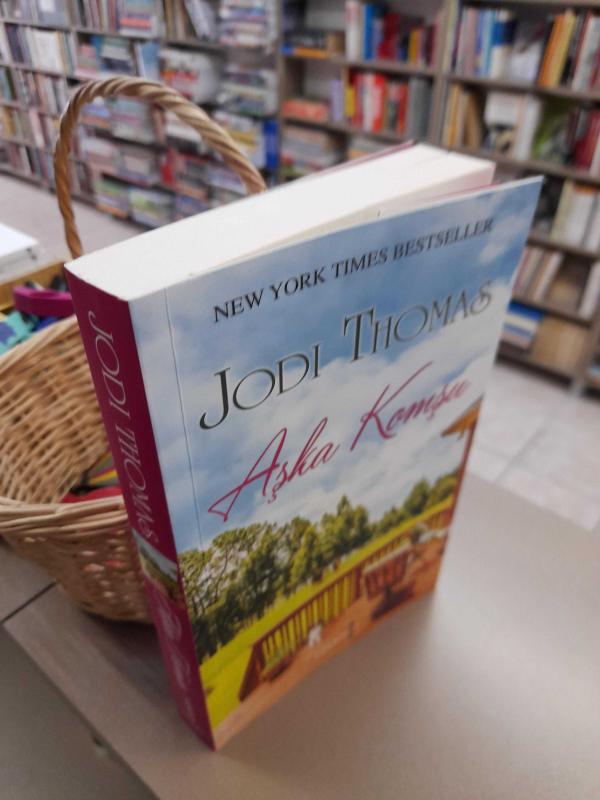 NEW YORK TIMES BESTSELLER
JODI THOMAS
Aşka Komşu
JODI THOMAS